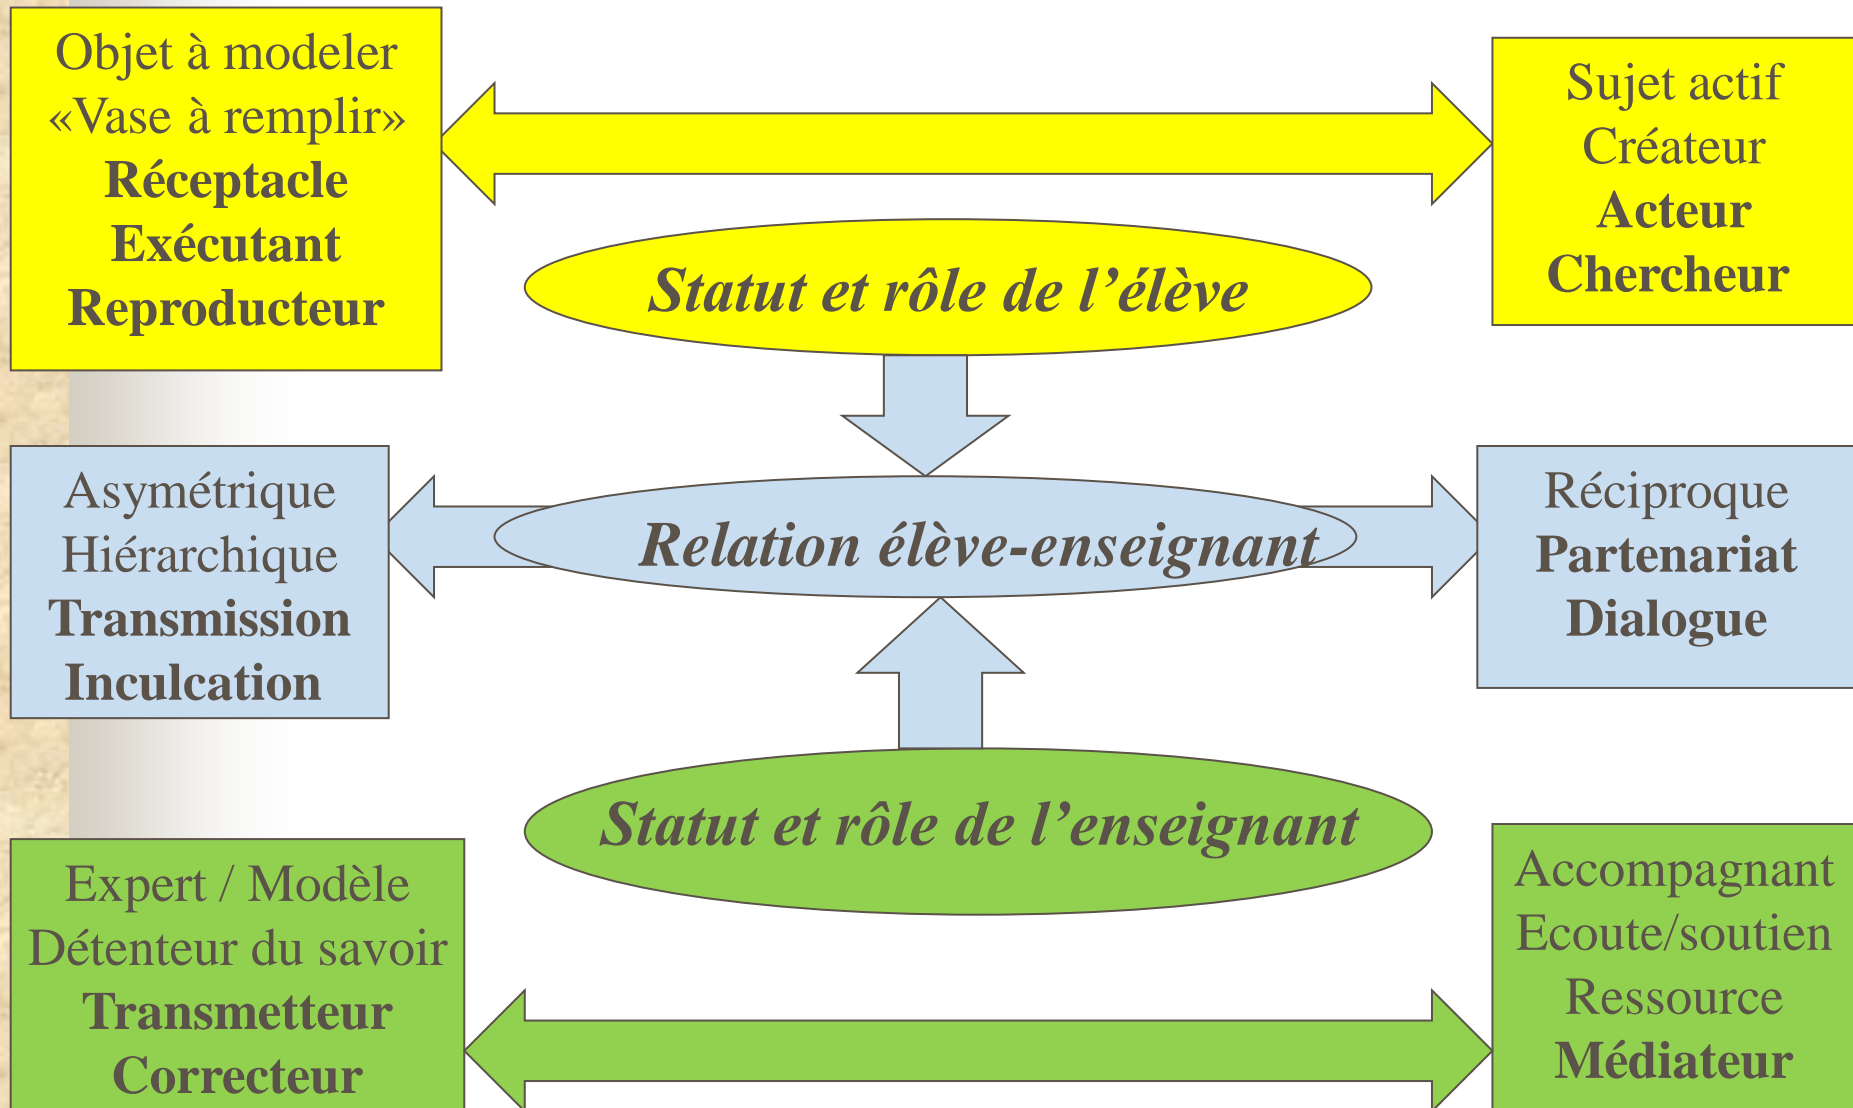 Objet à modeler
«Vase à remplir»
Réceptacle
Exécutant
Reproducteur
Sujet actif
Créateur
Acteur
Chercheur
Statut et rôle de l’élève
Asymétrique
Hiérarchique
Transmission
Inculcation
Relation élève-enseignant
Réciproque
Partenariat
Dialogue
Statut et rôle de l’enseignant
Expert / Modèle
Détenteur du savoir
Transmetteur
Correcteur
Accompagnant
Ecoute/soutien
Ressource
Médiateur